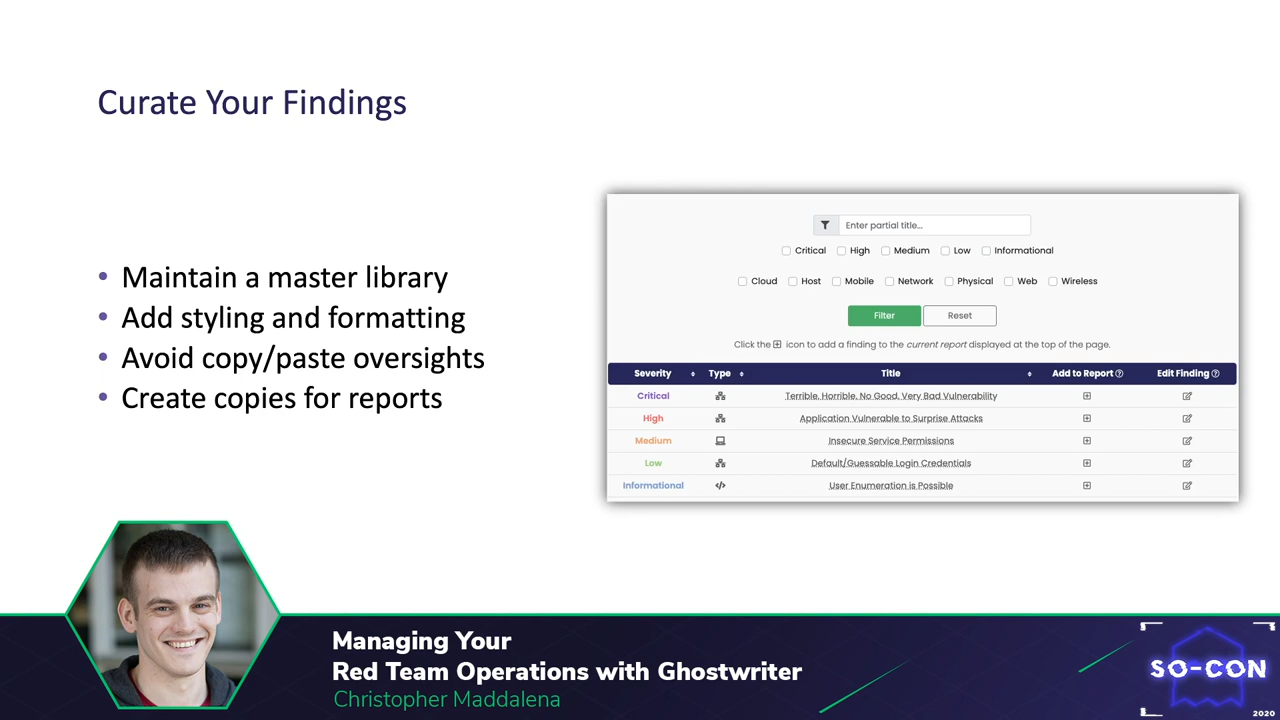 Curate Your Findings
• Maintain a master library
• Add styling and formatting
• Avoid copy/paste oversights
• Create copies for reports
Enter partial title...
Critical High Medium Low Informational
Cloud Host Mobile Network Physical Web Wireless
Filter Reset
Click the icon to add a finding to the current report displayed at the top of the page.
Severity Type Title Add to Report Edit Finding
Critical Terrible, Horrible, No Good, Very Bad Vulnerability
High Application Vulnerable to Surprise Attacks
Medium Insecure Service Permissions
Low Default/Guessable Login Credentials
Informational User Enumeration is Possible
Managing Your
Red Team Operations with Ghostwriter
Christopher Maddalena
SO-CON
2020